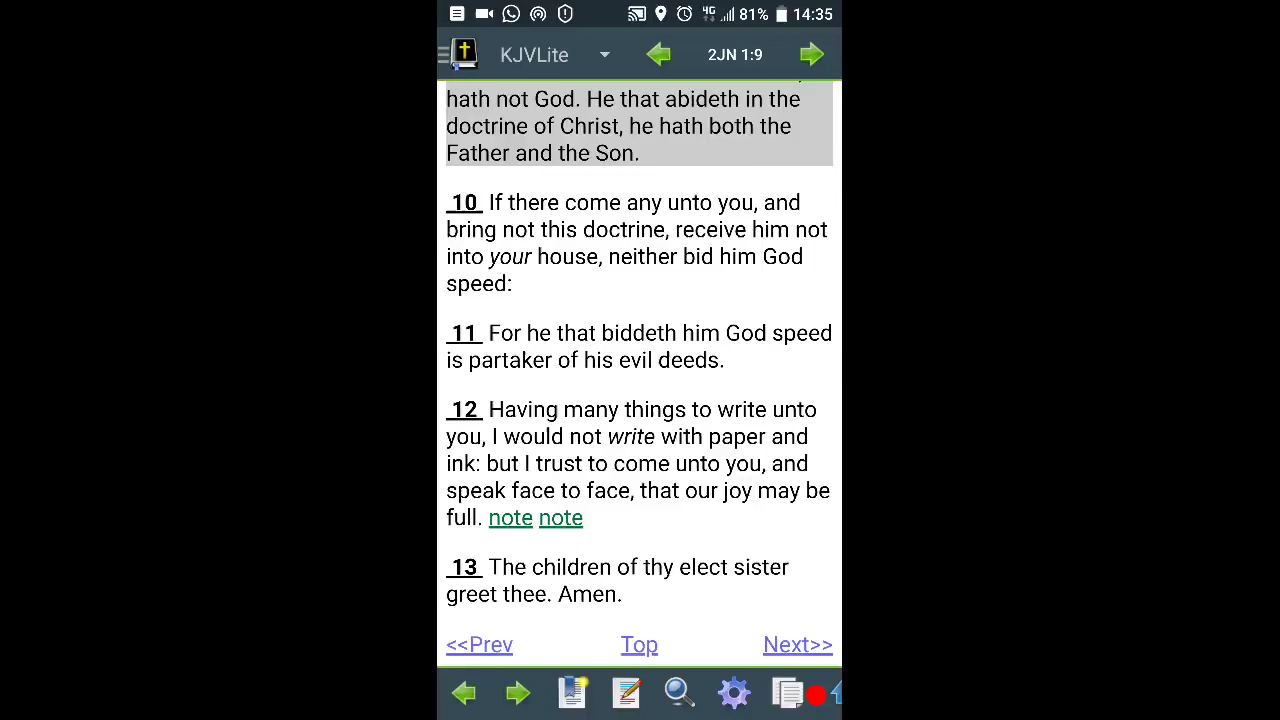 4G 81% 14:35
KJVLite 2JN 1:9
hath not God. He that abideth in the
doctrine of Christ, he hath both the
Father and the Son.
10 If there come any unto you, and
bring not this doctrine, receive him not
into your house, neither bid him God
speed:
11 For he that biddeth him God speed
is partaker of his evil deeds.
12 Having many things to write unto
you, I would not write with paper and
ink: but I trust to come unto you, and
speak face to face, that our joy may be
full. note note
13 The children of thy elect sister
greet thee. Amen.
<<Prev Top Next>>